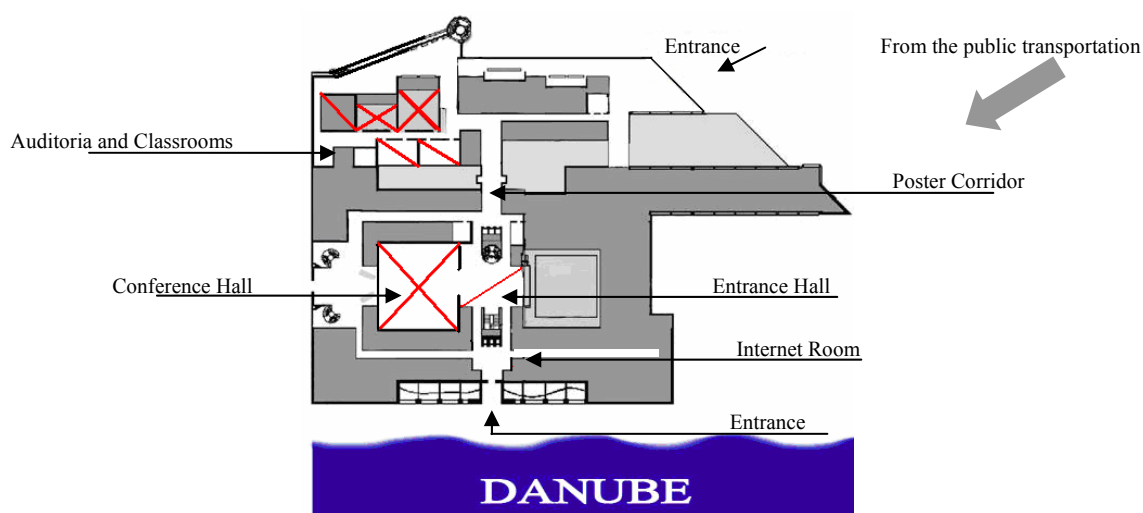 Entrance
From the public transportation
Auditoria and Classrooms
Poster Corridor
Conference Hall
Entrance Hall
Internet Room
Entrance
DANUBE